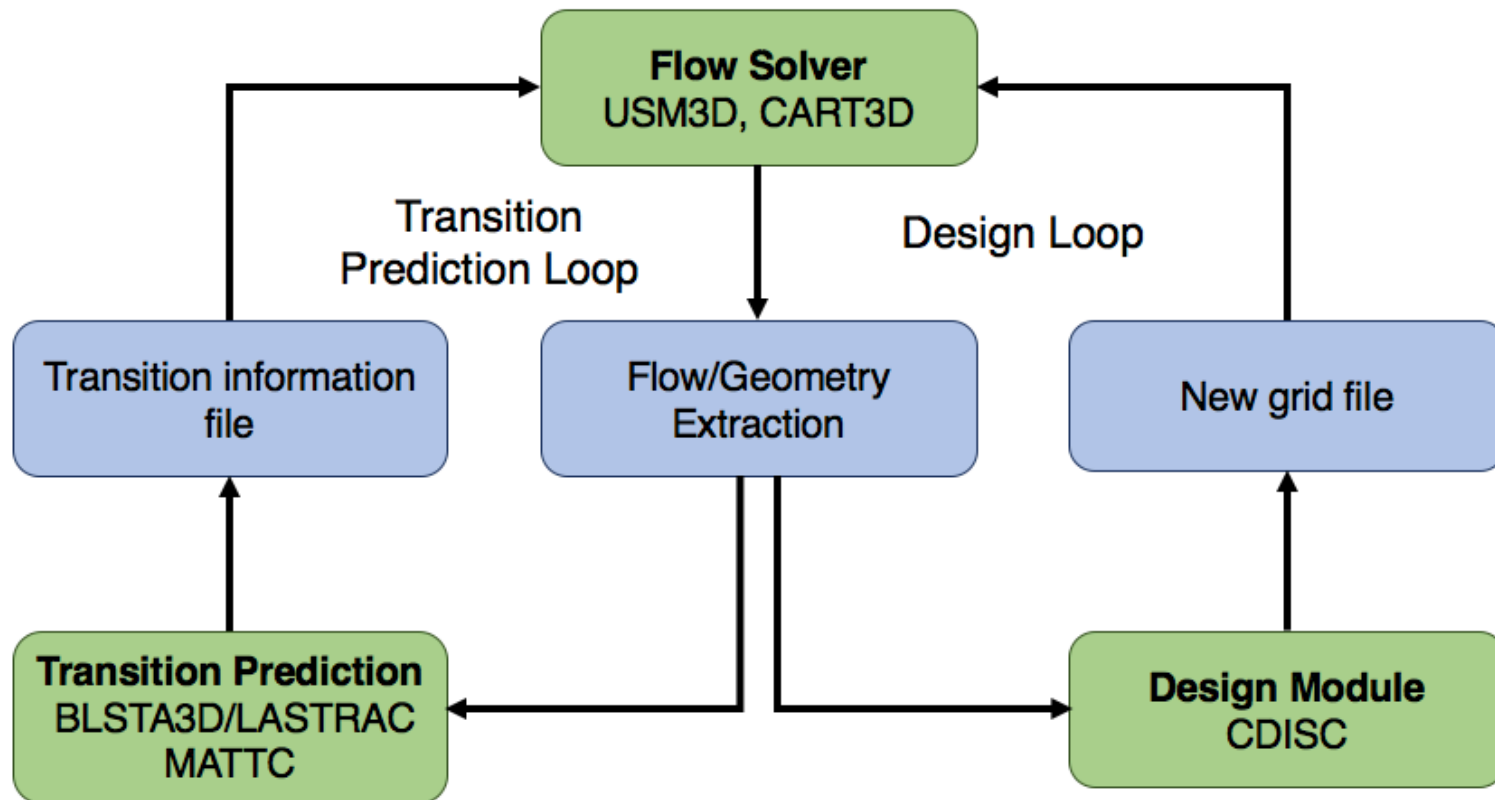 Flow Solver
USM3D, CART3D
Transition
Prediction Loop
Design Loop
Transition information
file
Flow/Geometry
Extraction
New grid file
Transition Prediction
BLSTA3D/LASTRAC
MATTC
Design Module
CDISC